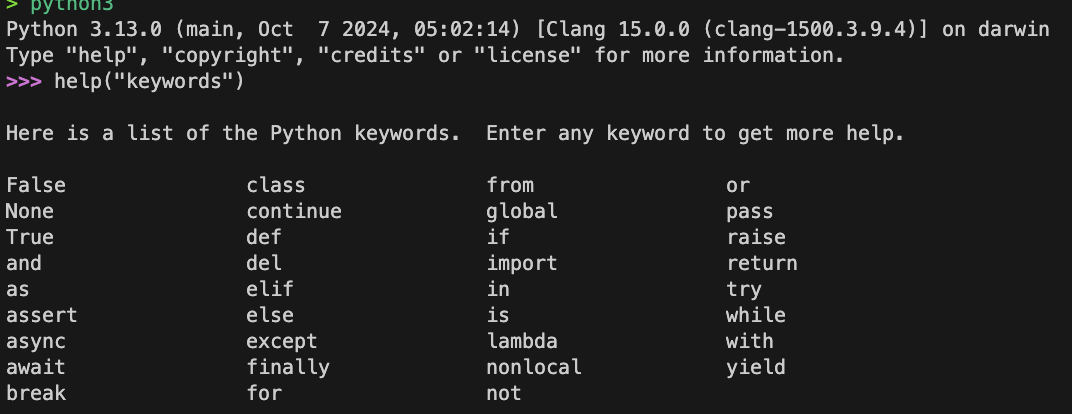 > python3
Python 3.13.0 (main, Oct  7 2024, 05:02:14) [Clang 15.0.0 (clang-1500.3.9.4)] on darwin
Type "help", "copyright", "credits" or "license" for more information.
>>> help("keywords")
Here is a list of the Python keywords.  Enter any keyword to get more help.
False               class               from                or
None                continue            global              pass
True                def                 if                  raise
and                 del                 import              return
as                  elif                in                  try
assert              else                is                  while
async               except              lambda              with
await               finally             nonlocal            yield
break               for                 not